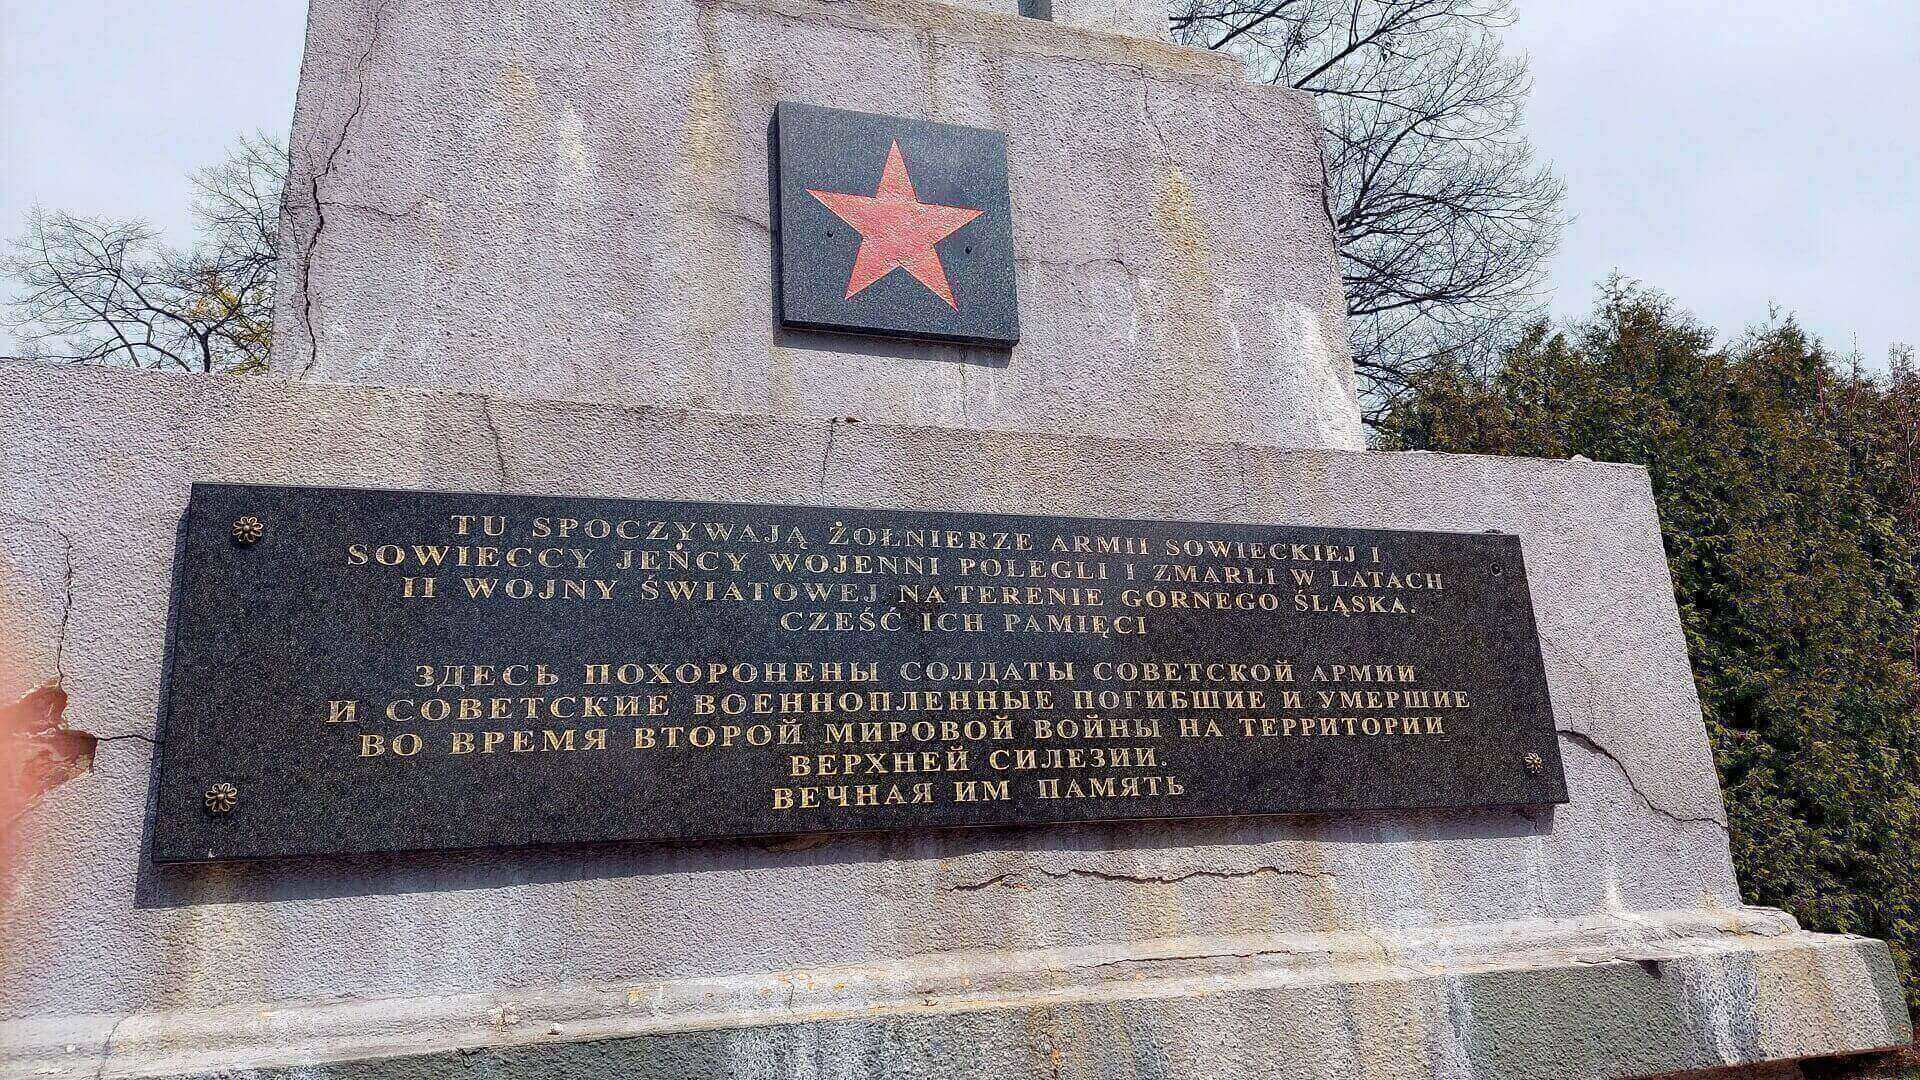 TU SPOCZYWAJĄ ŻOŁNIERZE ARMII SOWIECKIEJ I
SOWIECCY JEŃCY WOJENNI POLEGLI I ZMARLI W LATACH
II WOJNY ŚWIATOWEJ NA TERENIE GÓRNEGO ŚLĄSKA.
CZEŚĆ ICH PAMIĘCI
ЗДЕСЬ ПОХОРОНЕНЫ СОЛДАТЫ СОВЕТСКОЙ АРМИИ
И СОВЕТСКИЕ ВОЕННОПЛЕННЫЕ ПОГИБШИЕ И УМЕРШИЕ
ВО ВРЕМЯ ВТОРОЙ МИРОВОЙ ВОЙНЫ НА ТЕРРИТОРИИ
ВЕРХНЕЙ СИЛЕЗИИ.
ВЕЧНАЯ ИМ ПАМЯТЬ